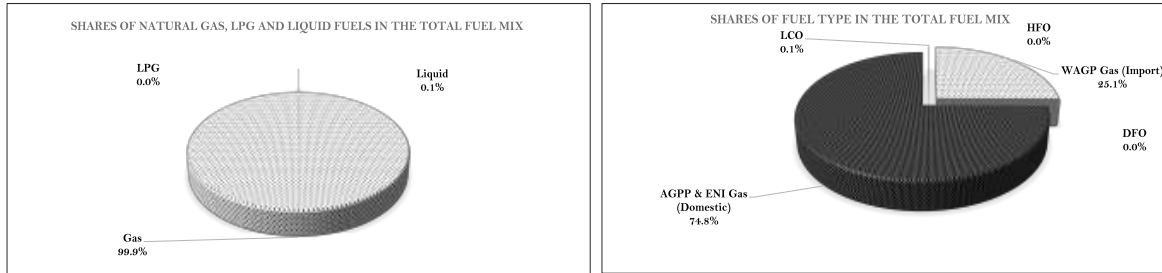 SHARES OF NATURAL GAS, LPG AND LIQUID FUELS IN THE TOTAL FUEL MIX
LPG
0.0%
Liquid
0.1%
Gas
99.9%
SHARES OF FUEL TYPE IN THE TOTAL FUEL MIX
LCO
0.1%
HFO
0.0%
WAGP Gas (Import)
25.1%
DFO
0.0%
AGPP & ENI Gas
(Domestic)
74.8%